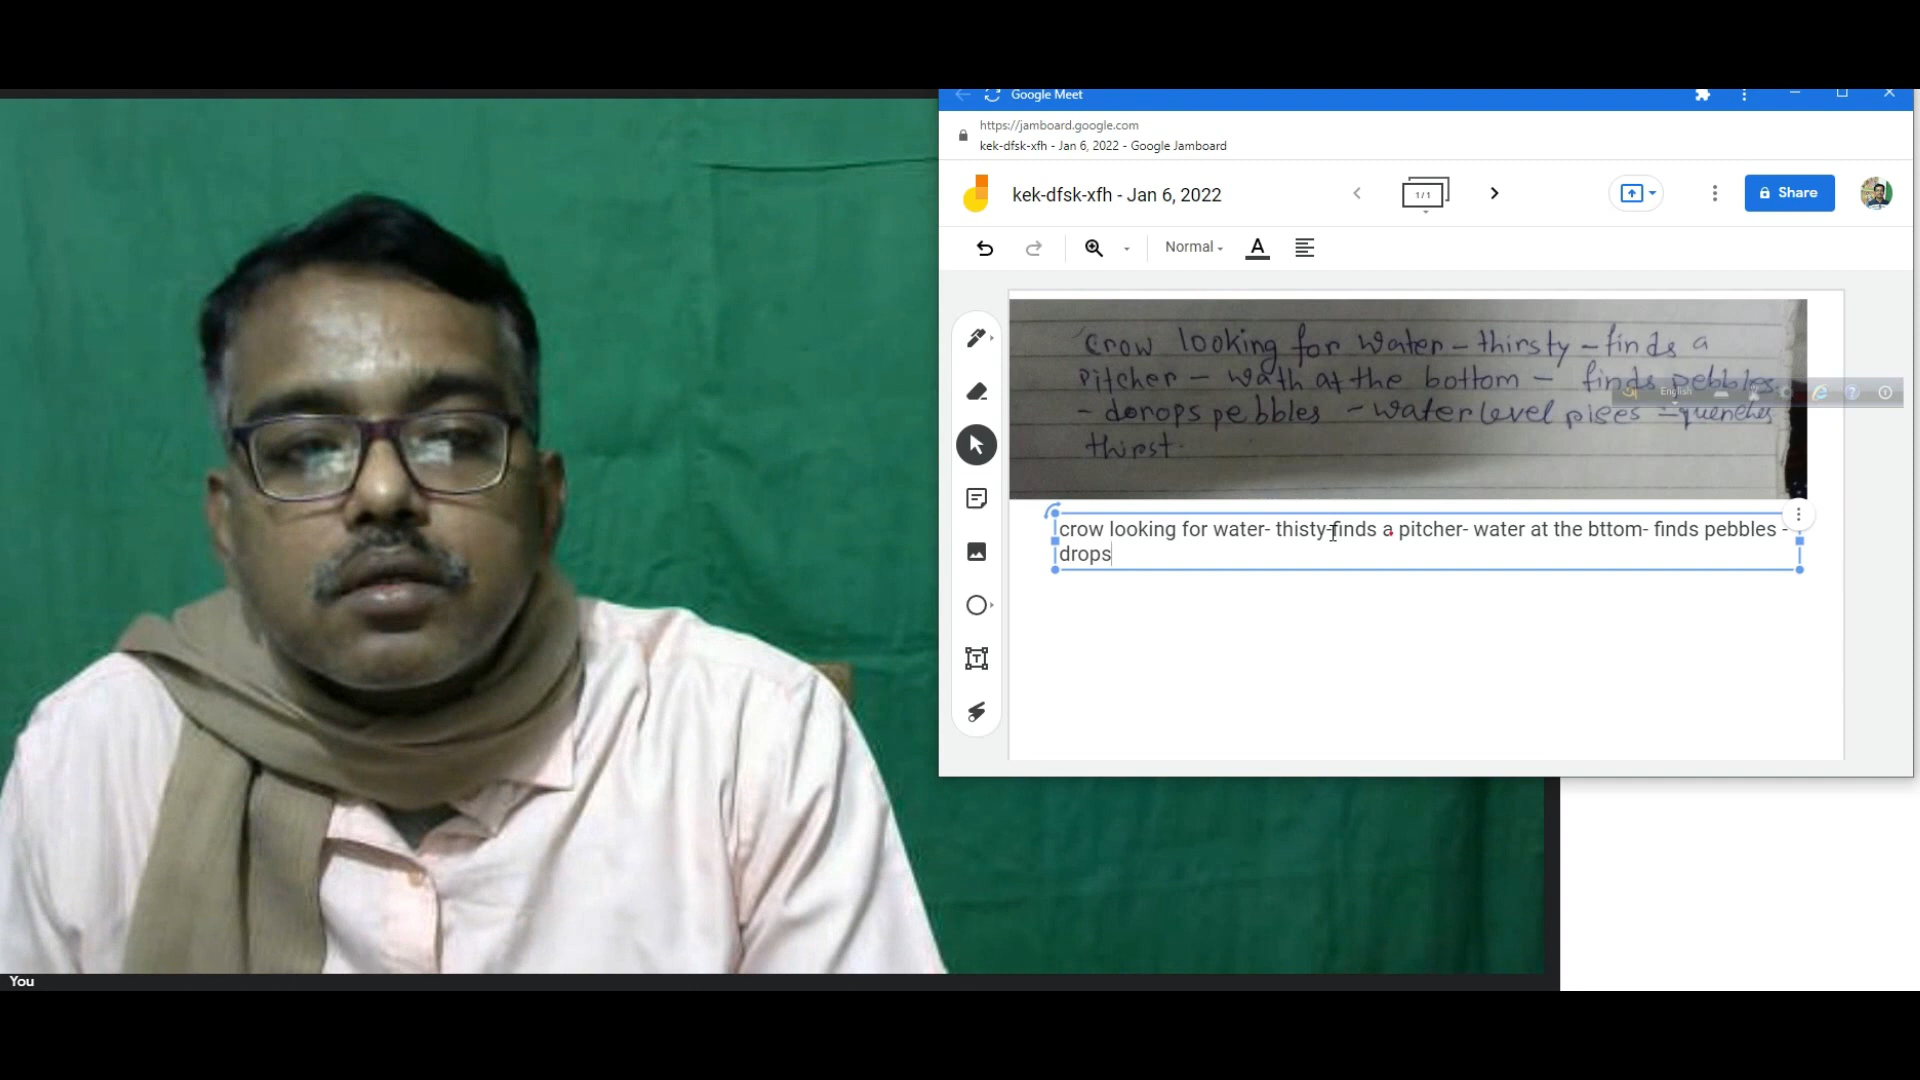 Google Meet
https://jamboard.google.com
kek-dfsk-xfh - Jan 6, 2022 - Google Jamboard
kek-dfsk-xfh - Jan 6, 2022
1/1
Share
Normal
crow looking for water - thirsty - finds a
pitcher - wath at the bottom - finds pebbles
English
- dorops pebbles - water level pises - quenches
thirst.
crow looking for water- thisty-finds a pitcher- water at the bttom- finds pebbles -
drops
You